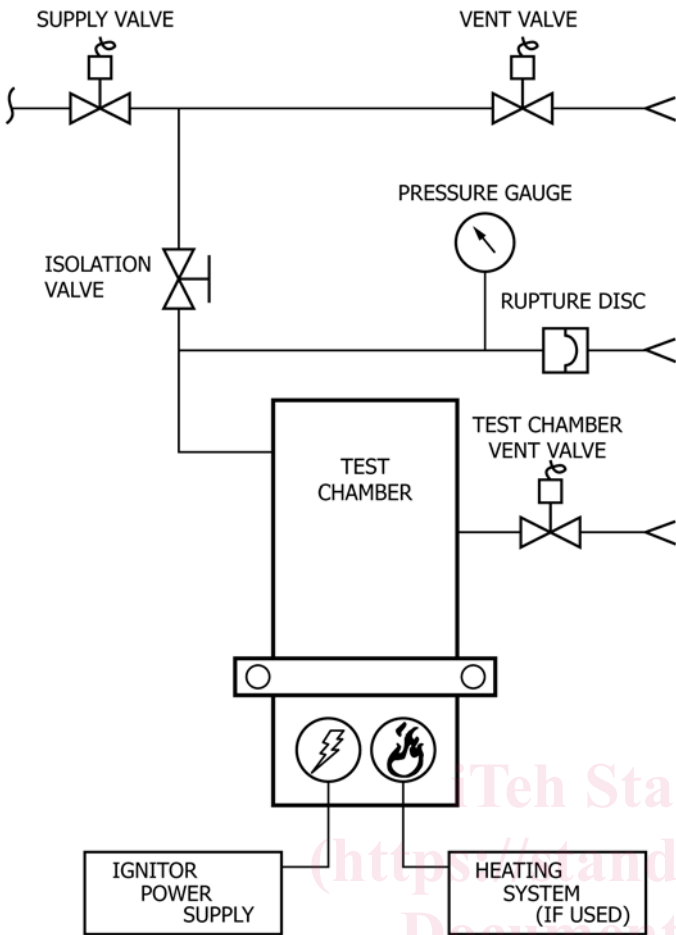 SUPPLY VALVE
VENT VALVE
PRESSURE GAUGE
ISOLATION
VALVE
RUPTURE DISC
TEST CHAMBER
VENT VALVE
TEST
CHAMBER
iTeh Sta
(https://stand
Document
IGNITOR
POWER
SUPPLY
HEATING
SYSTEM
(IF USED)